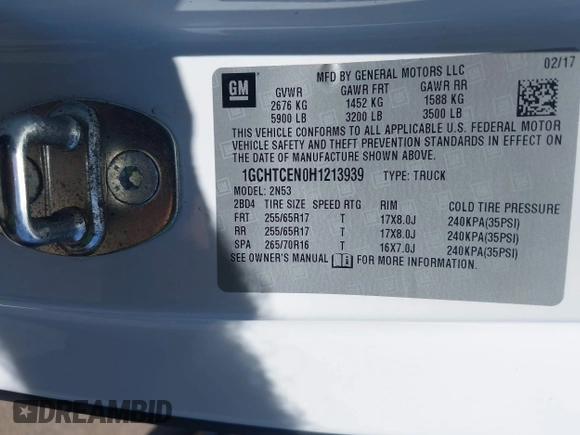 MFD BY GENERAL MOTORS LLC 02/17
GM GVWR GAWR FRT GAWR RR
2676 KG 1452 KG 1588 KG
5900 LB 3200 LB 3500 LB
THIS VEHICLE CONFORMS TO ALL APPLICABLE U.S. FEDERAL MOTOR
VEHICLE SAFETY AND THEFT PREVENTION STANDARDS IN EFFECT ON
THE DATE OF MANUFACTURE SHOWN ABOVE.
1GCHTCEN0H1213939 TYPE: TRUCK
MODEL: 2N53
2BD4 TIRE SIZE SPEED RTG RIM COLD TIRE PRESSURE
FRT 255/65R17 T 17X8.0J 240KPA(35PSI)
RR 255/65R17 T 17X8.0J 240KPA(35PSI)
SPA 265/70R16 T 16X7.0J 240KPA(35PSI)
SEE OWNER'S MANUAL FOR MORE INFORMATION.
DREAMBID